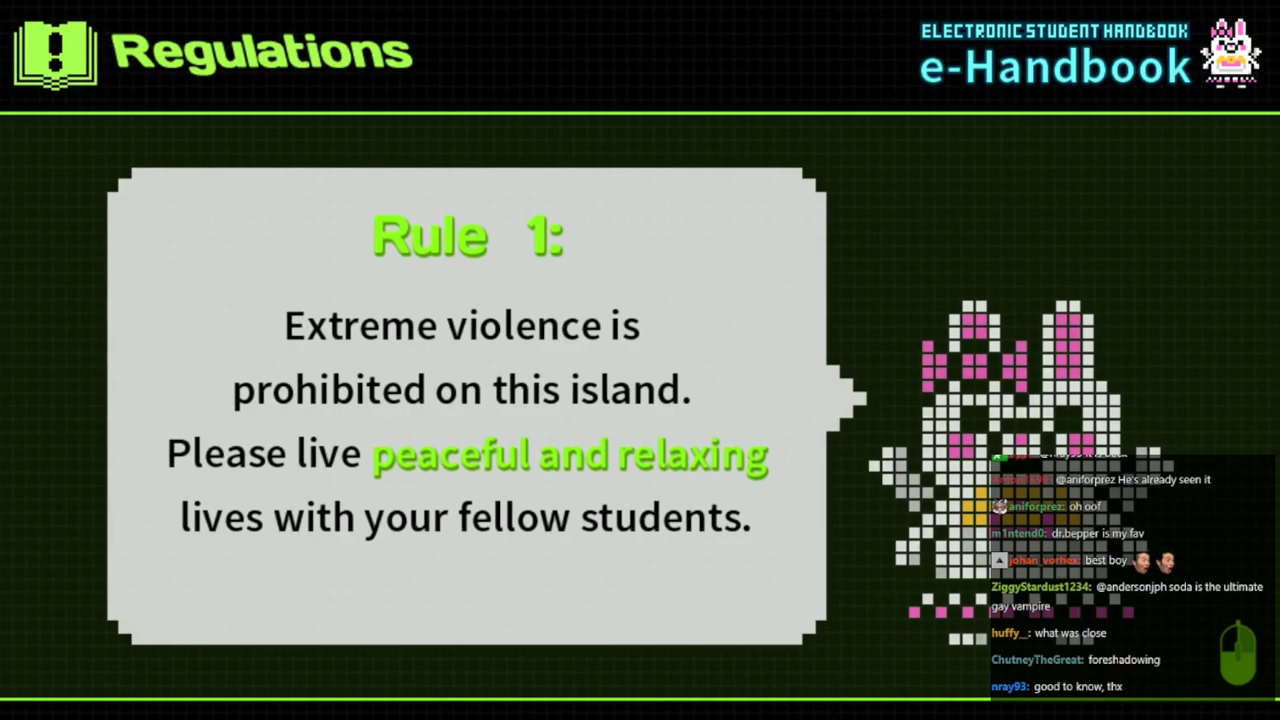 Regulations
ELECTRONIC STUDENT HANDBOOK
e-Handbook
Rule 1:
Extreme violence is
prohibited on this island.
Please live peaceful and relaxing
lives with your fellow students.
@aniforprez He's already seen it
aniforprez: oh oof
m1ntend0: dr.bepper is my fav
johan_vorhex: best boy
ZiggyStardust1234: @andersonjph soda is the ultimate
gay vampire
huffy_: what was close
ChutneyTheGreat: foreshadowing
nray93: good to know, thx